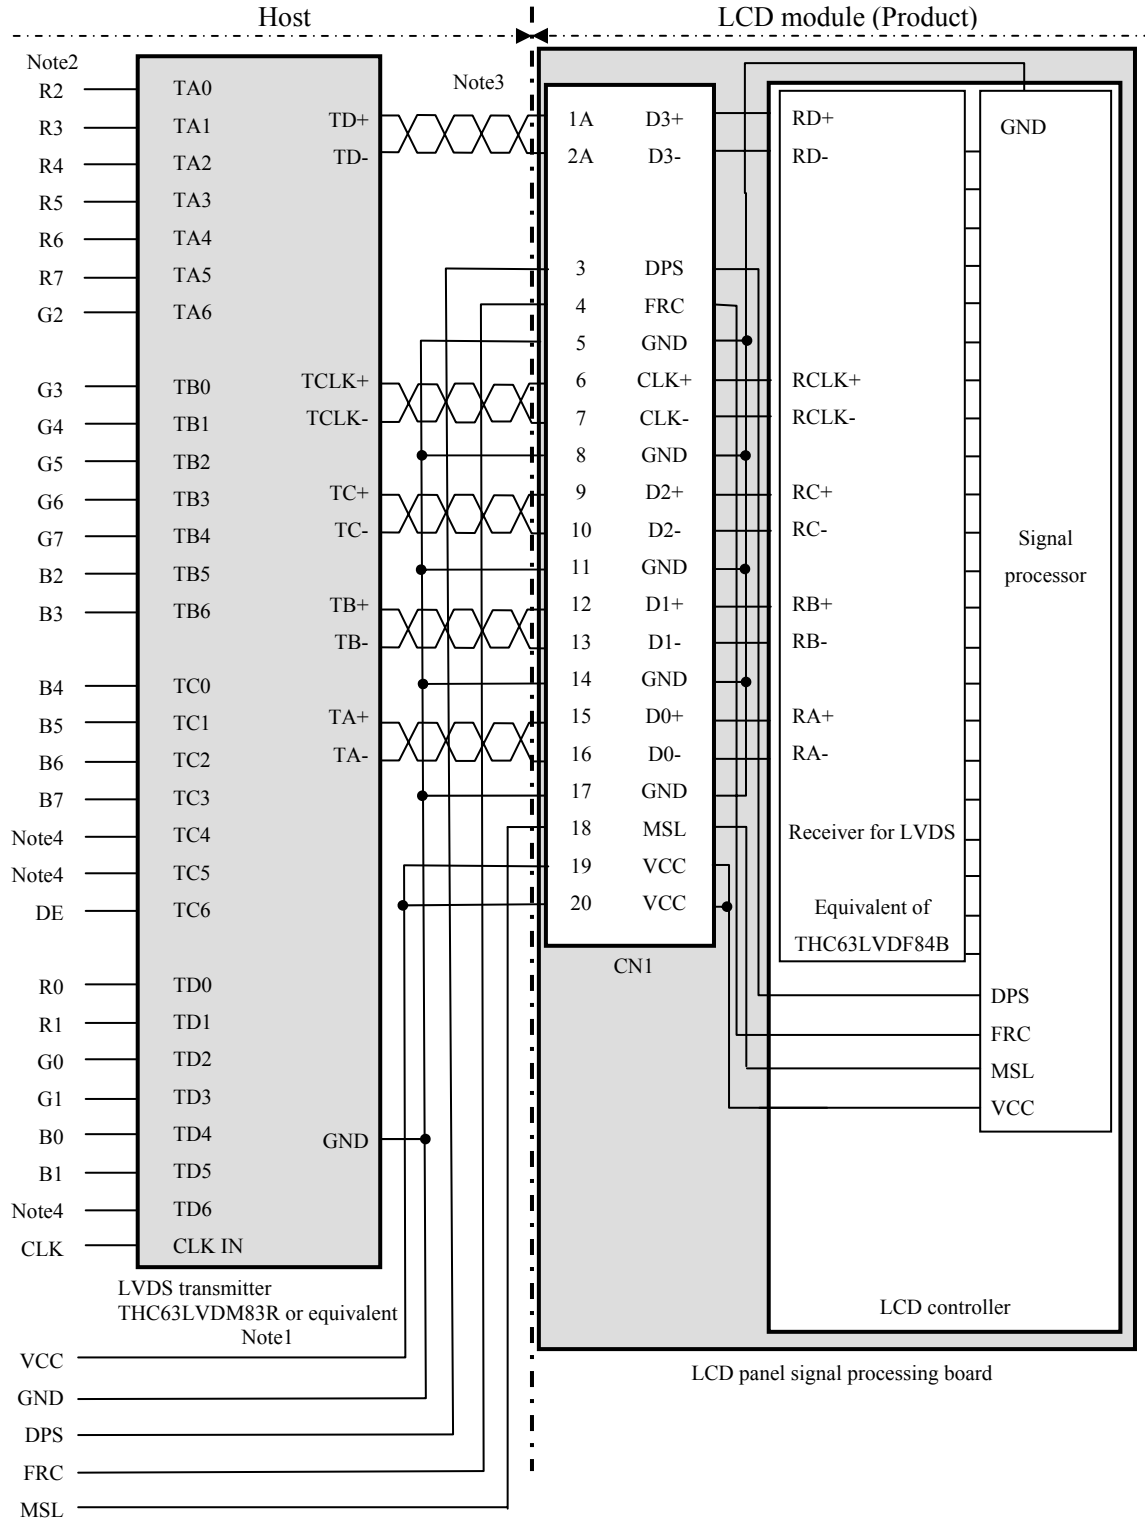 Host
LCD module (Product)
Note2
R2
R3
R4
R5
R6
R7
G2
G3
G4
G5
G6
G7
B2
B3
B4
B5
B6
B7
Note4
Note4
DE
R0
R1
G0
G1
B0
B1
Note4
CLK
TA0
TA1
TA2
TA3
TA4
TA5
TA6
TB0
TB1
TB2
TB3
TB4
TB5
TB6
TC0
TC1
TC2
TC3
TC4
TC5
TC6
TD0
TD1
TD2
TD3
TD4
TD5
TD6
CLK IN
TD+
TD-
TCLK+
TCLK-
TC+
TC-
TB+
TB-
TA+
TA-
GND
LVDS transmitter
THC63LVDM83R or equivalent
Note1
VCC
GND
DPS
FRC
MSL
Note3
1A D3+
2A D3-
3 DPS
4 FRC
5 GND
6 CLK+
7 CLK-
8 GND
9 D2+
10 D2-
11 GND
12 D1+
13 D1-
14 GND
15 D0+
16 D0-
17 GND
18 MSL
19 VCC
20 VCC
CN1
RD+
RD-
RCLK+
RCLK-
RC+
RC-
RB+
RB-
RA+
RA-
Receiver for LVDS
Equivalent of
THC63LVDF84B
GND
Signal
processor
DPS
FRC
MSL
VCC
LCD controller
LCD panel signal processing board